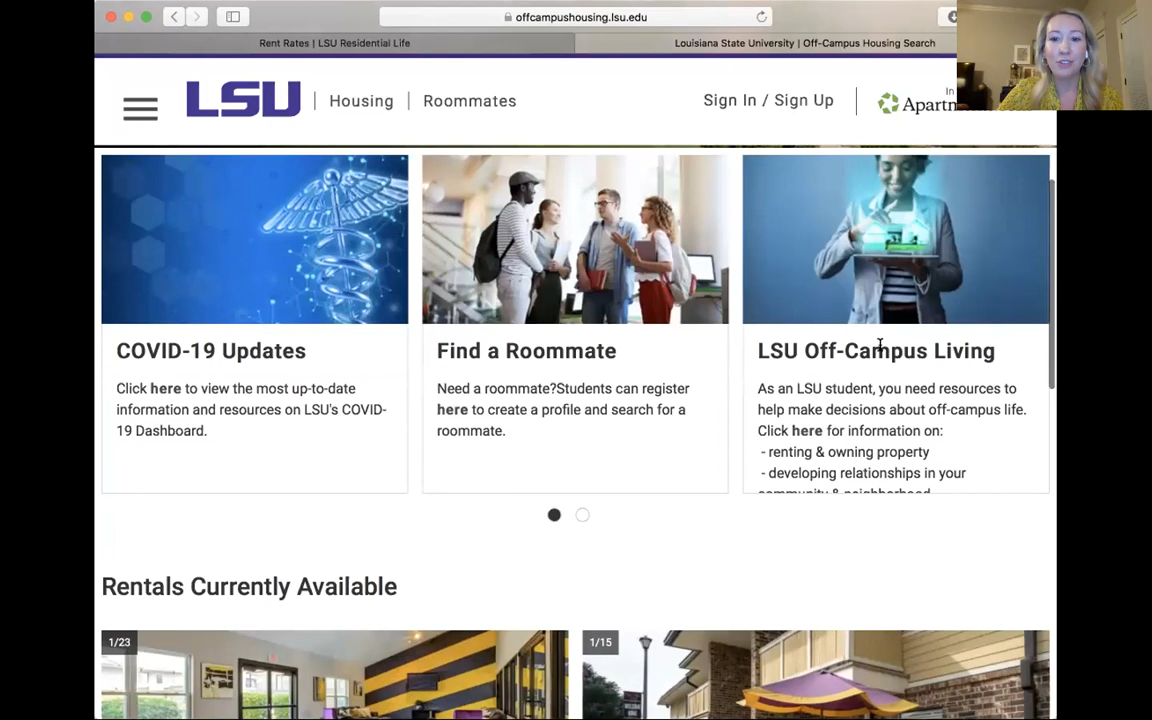 offcampushousing.lsu.edu
Rent Rates | LSU Residential Life
Louisiana State University | Off-Campus Housing Search
LSU | Housing | Roommates
Sign In / Sign Up
In
Apartm
COVID-19 Updates
Click here to view the most up-to-date
information and resources on LSU's COVID-
19 Dashboard.
Find a Roommate
Need a roommate?Students can register
here to create a profile and search for a
roommate.
LSU Off-Campus Living
As an LSU student, you need resources to
help make decisions about off-campus life.
Click here for information on:
- renting & owning property
- developing relationships in your
community & neighborhood
Rentals Currently Available
1/23
1/15